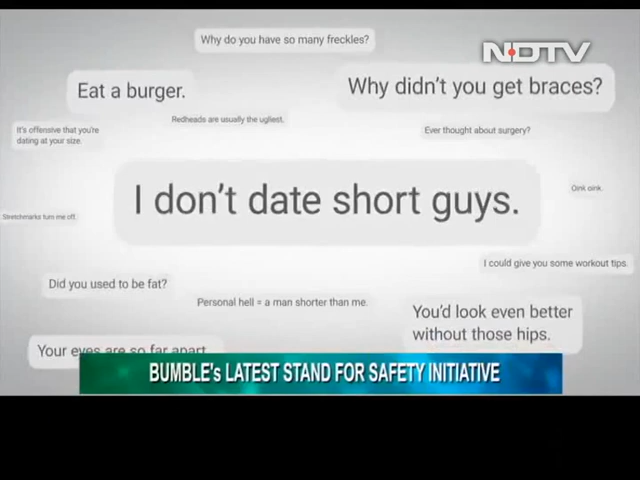 Why do you have so many freckles?
NDTV
Eat a burger.
Why didn't you get braces?
Redheads are usually the ugliest.
It's offensive that you're
dating at your size.
Ever thought about surgery?
I don't date short guys.
Oink oink.
Stretchmarks turn me off.
I could give you some workout tips.
Did you used to be fat?
Personal hell = a man shorter than me.
You'd look even better
without those hips.
Your eyes are so far apart
BUMBLE's LATEST STAND FOR SAFETY INITIATIVE